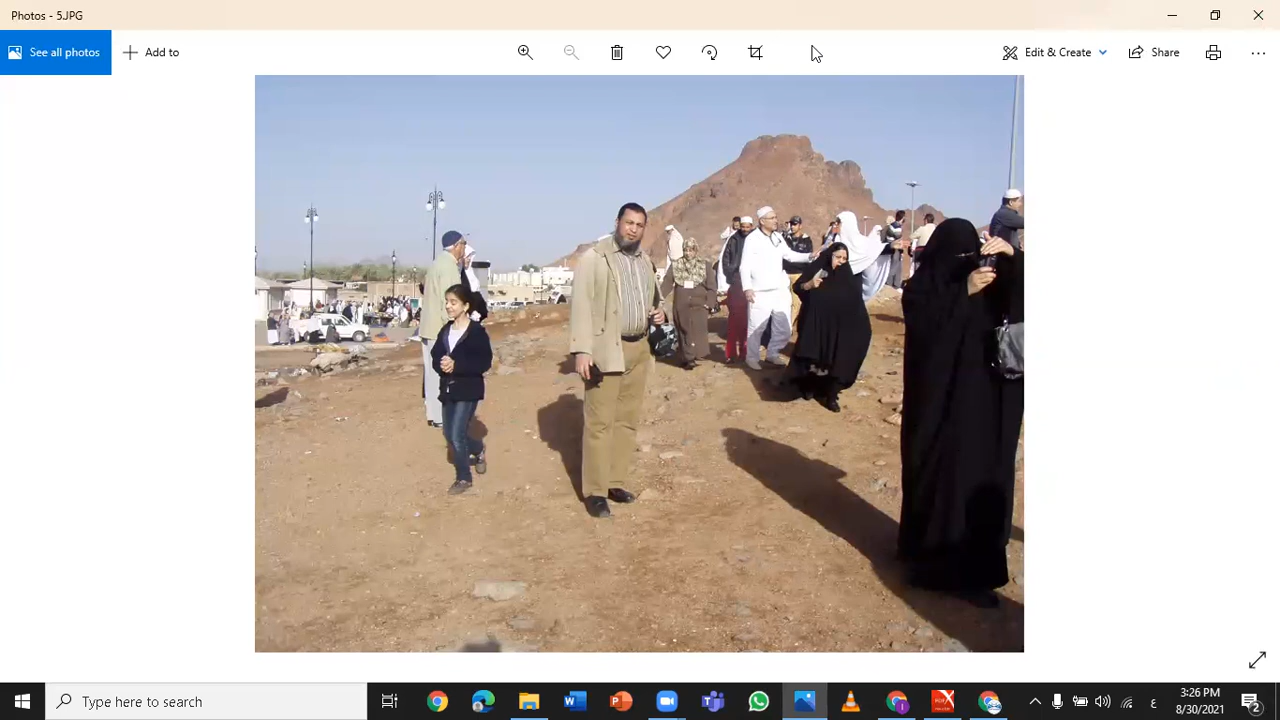 Photos - 5.JPG
See all photos
Add to
Edit & Create
Share
Type here to search
ع
3:26 PM
8/30/2021
2